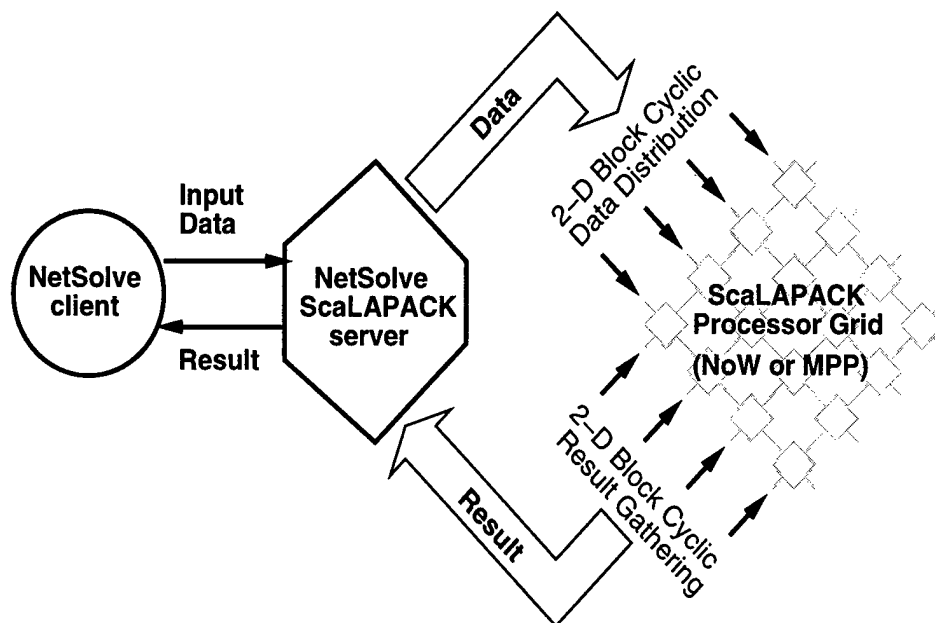 NetSolve
client
Input
Data
Result
NetSolve
ScaLAPACK
server
Data
2–D Block Cyclic
Data Distribution
ScaLAPACK
Processor Grid
(NoW or MPP)
2–D Block Cyclic
Result Gathering
Result